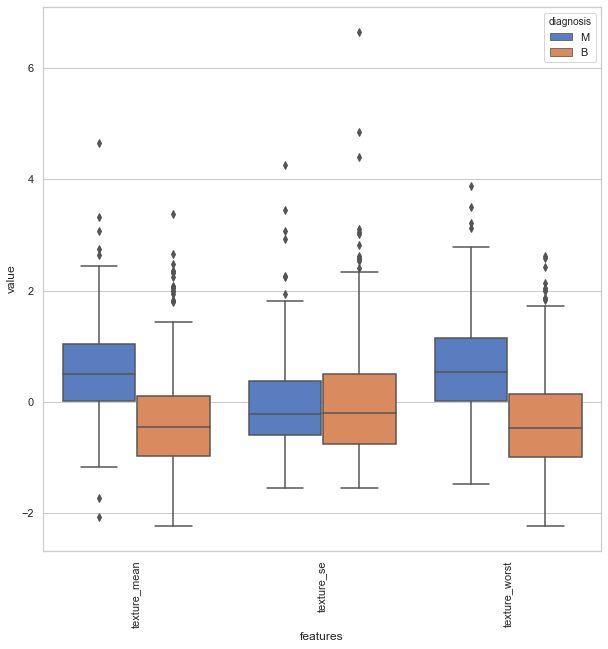 diagnosis
M
B
6
4
2
0
−2
value
texture_mean
texture_se
texture_worst
features